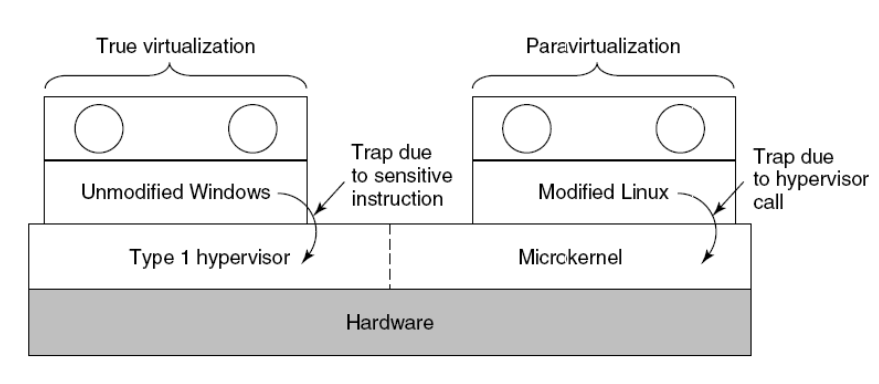 True virtualization
Paravirtualization
Trap due
to sensitive
instruction
Trap due
to hypervisor
call
Unmodified Windows
Modified Linux
Type 1 hypervisor
Microkernel
Hardware